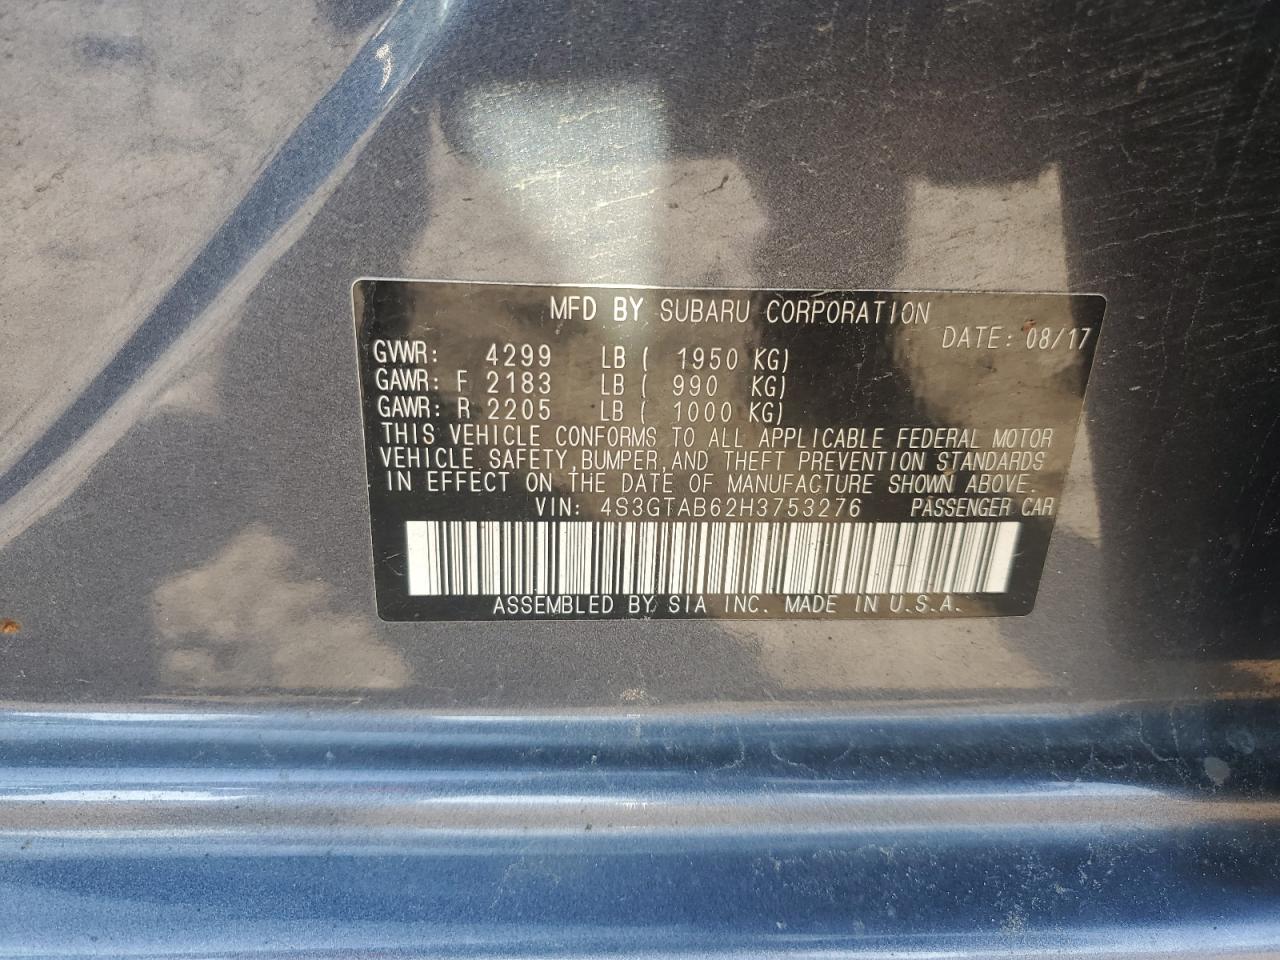 MFD BY SUBARU CORPORATION
DATE: 08/17
GVWR: 4299 LB ( 1950 KG)
GAWR: F 2183 LB ( 990 KG)
GAWR: R 2205 LB ( 1000 KG)
THIS VEHICLE CONFORMS TO ALL APPLICABLE FEDERAL MOTOR
VEHICLE SAFETY, BUMPER, AND THEFT PREVENTION STANDARDS
IN EFFECT ON THE DATE OF MANUFACTURE SHOWN ABOVE.
VIN: 4S3GTAB62H3753276 PASSENGER CAR
ASSEMBLED BY SIA INC. MADE IN U.S.A.